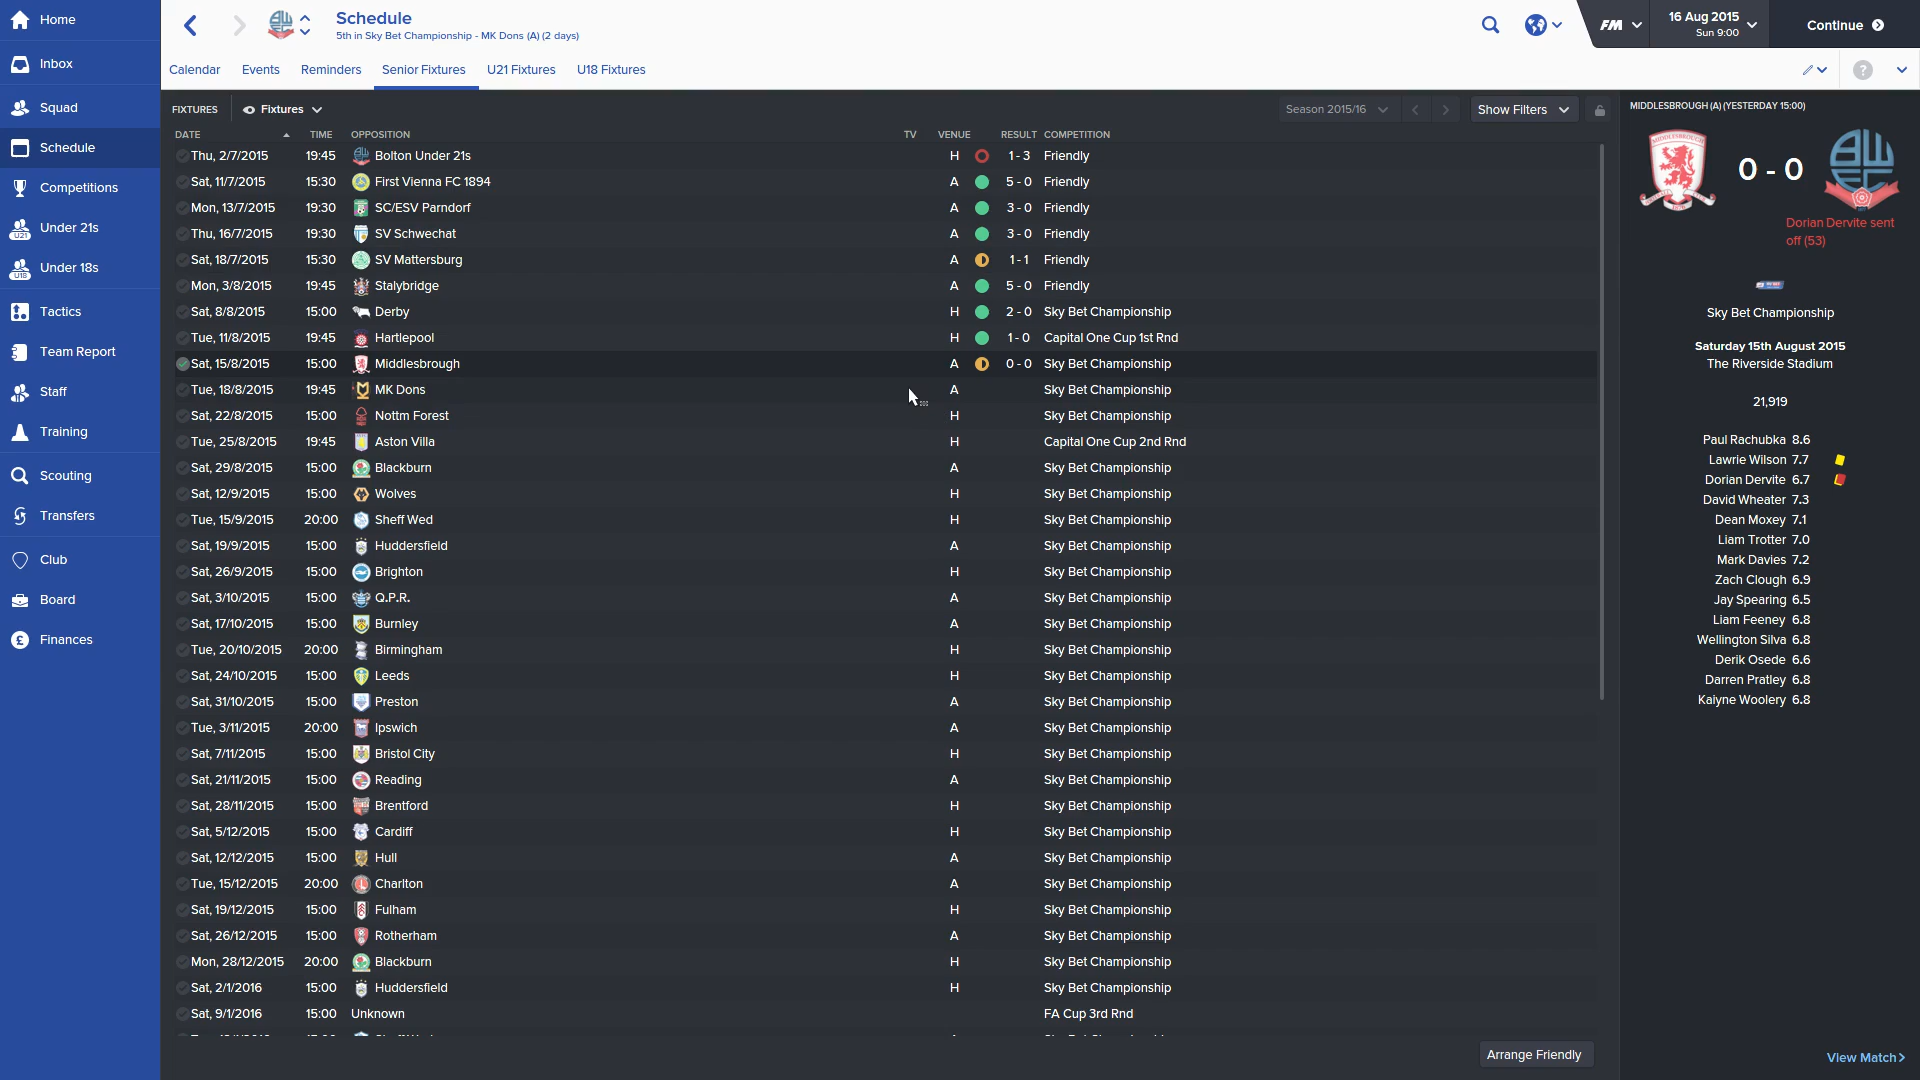 Home
Inbox
Squad
Schedule
Competitions
Under 21s
Under 18s
Tactics
Team Report
Staff
Training
Scouting
Transfers
Club
Board
Finances
Schedule
5th in Sky Bet Championship - MK Dons (A) (2 days)
FM
16 Aug 2015
Sun 9:00
Continue
Calendar Events Reminders Senior Fixtures U21 Fixtures U18 Fixtures
FIXTURES Fixtures Season 2015/16 Show Filters
DATE TIME OPPOSITION TV VENUE RESULT COMPETITION
Thu, 2/7/2015 19:45 Bolton Under 21s H 1 - 3 Friendly
Sat, 11/7/2015 15:30 First Vienna FC 1894 A 5 - 0 Friendly
Mon, 13/7/2015 19:30 SC/ESV Parndorf A 3 - 0 Friendly
Thu, 16/7/2015 19:30 SV Schwechat A 3 - 0 Friendly
Sat, 18/7/2015 15:30 SV Mattersburg A 1 - 1 Friendly
Mon, 3/8/2015 19:45 Stalybridge A 5 - 0 Friendly
Sat, 8/8/2015 15:00 Derby H 2 - 0 Sky Bet Championship
Tue, 11/8/2015 19:45 Hartlepool H 1 - 0 Capital One Cup 1st Rnd
Sat, 15/8/2015 15:00 Middlesbrough A 0 - 0 Sky Bet Championship
Tue, 18/8/2015 19:45 MK Dons A Sky Bet Championship
Sat, 22/8/2015 15:00 Nottm Forest H Sky Bet Championship
Tue, 25/8/2015 19:45 Aston Villa H Capital One Cup 2nd Rnd
Sat, 29/8/2015 15:00 Blackburn A Sky Bet Championship
Sat, 12/9/2015 15:00 Wolves H Sky Bet Championship
Tue, 15/9/2015 20:00 Sheff Wed H Sky Bet Championship
Sat, 19/9/2015 15:00 Huddersfield A Sky Bet Championship
Sat, 26/9/2015 15:00 Brighton H Sky Bet Championship
Sat, 3/10/2015 15:00 Q.P.R. A Sky Bet Championship
Sat, 17/10/2015 15:00 Burnley A Sky Bet Championship
Tue, 20/10/2015 20:00 Birmingham H Sky Bet Championship
Sat, 24/10/2015 15:00 Leeds H Sky Bet Championship
Sat, 31/10/2015 15:00 Preston A Sky Bet Championship
Tue, 3/11/2015 20:00 Ipswich A Sky Bet Championship
Sat, 7/11/2015 15:00 Bristol City H Sky Bet Championship
Sat, 21/11/2015 15:00 Reading A Sky Bet Championship
Sat, 28/11/2015 15:00 Brentford H Sky Bet Championship
Sat, 5/12/2015 15:00 Cardiff H Sky Bet Championship
Sat, 12/12/2015 15:00 Hull A Sky Bet Championship
Tue, 15/12/2015 20:00 Charlton A Sky Bet Championship
Sat, 19/12/2015 15:00 Fulham H Sky Bet Championship
Sat, 26/12/2015 15:00 Rotherham A Sky Bet Championship
Mon, 28/12/2015 20:00 Blackburn H Sky Bet Championship
Sat, 2/1/2016 15:00 Huddersfield H Sky Bet Championship
Sat, 9/1/2016 15:00 Unknown FA Cup 3rd Rnd
Arrange Friendly
MIDDLESBROUGH (A) (YESTERDAY 15:00)
0 - 0
Dorian Dervite sent
off (53)
Sky Bet Championship
Saturday 15th August 2015
The Riverside Stadium
21,919
Paul Rachubka 8.6
Lawrie Wilson 7.7
Dorian Dervite 6.7
David Wheater 7.3
Dean Moxey 7.1
Liam Trotter 7.0
Mark Davies 7.2
Zach Clough 6.9
Jay Spearing 6.5
Liam Feeney 6.8
Wellington Silva 6.8
Derik Osede 6.6
Darren Pratley 6.8
Kaiyne Woolery 6.8
View Match